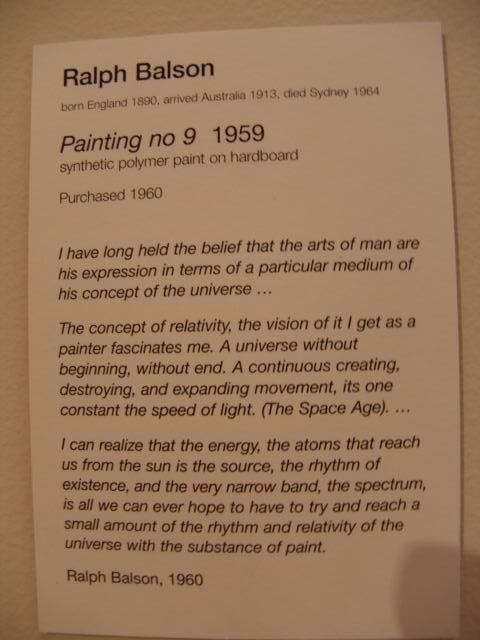 Ralph Balson
born England 1890, arrived Australia 1913, died Sydney 1964
Painting no 9 1959
synthetic polymer paint on hardboard
Purchased 1960
I have long held the belief that the arts of man are
his expression in terms of a particular medium of
his concept of the universe ...
The concept of relativity, the vision of it I get as a
painter fascinates me. A universe without
beginning, without end. A continuous creating,
destroying, and expanding movement, its one
constant the speed of light. (The Space Age). ...
I can realize that the energy, the atoms that reach
us from the sun is the source, the rhythm of
existence, and the very narrow band, the spectrum,
is all we can ever hope to have to try and reach a
small amount of the rhythm and relativity of the
universe with the substance of paint.
Ralph Balson, 1960